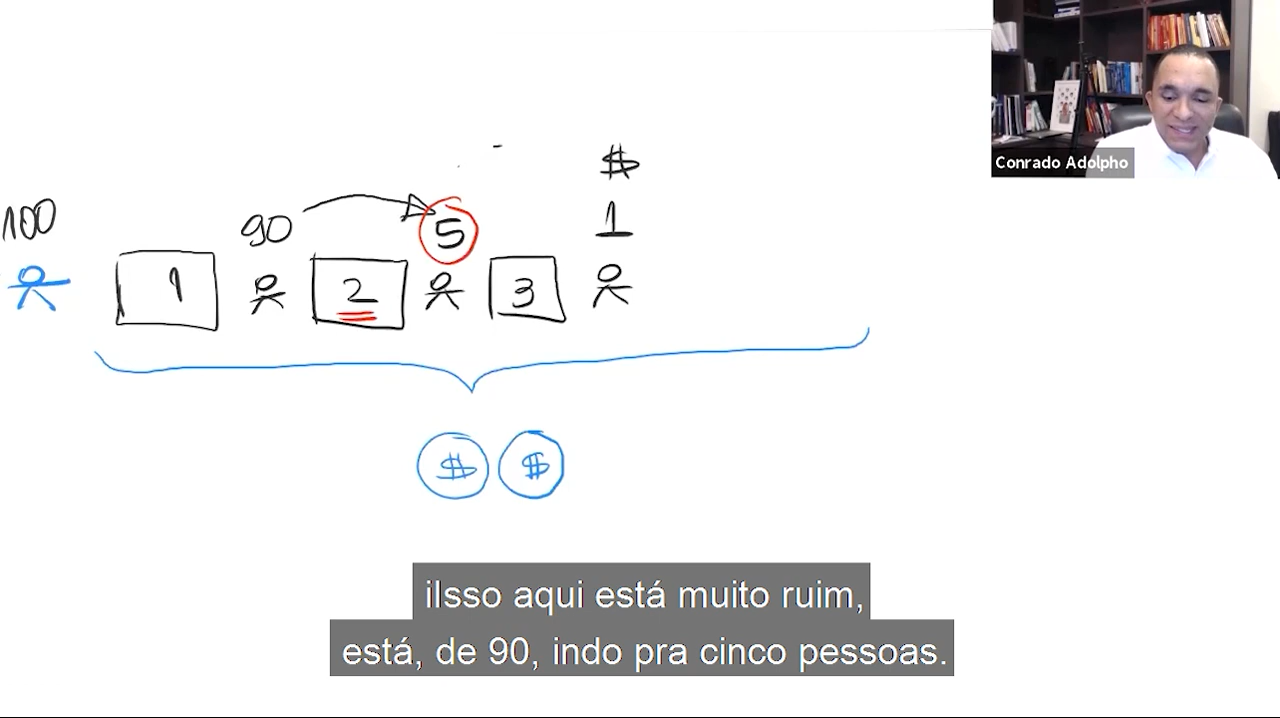 Conrado Adolpho
$
100 90 5 1
1 2 3
$ $
iIsso aqui está muito ruim,
está, de 90, indo pra cinco pessoas.